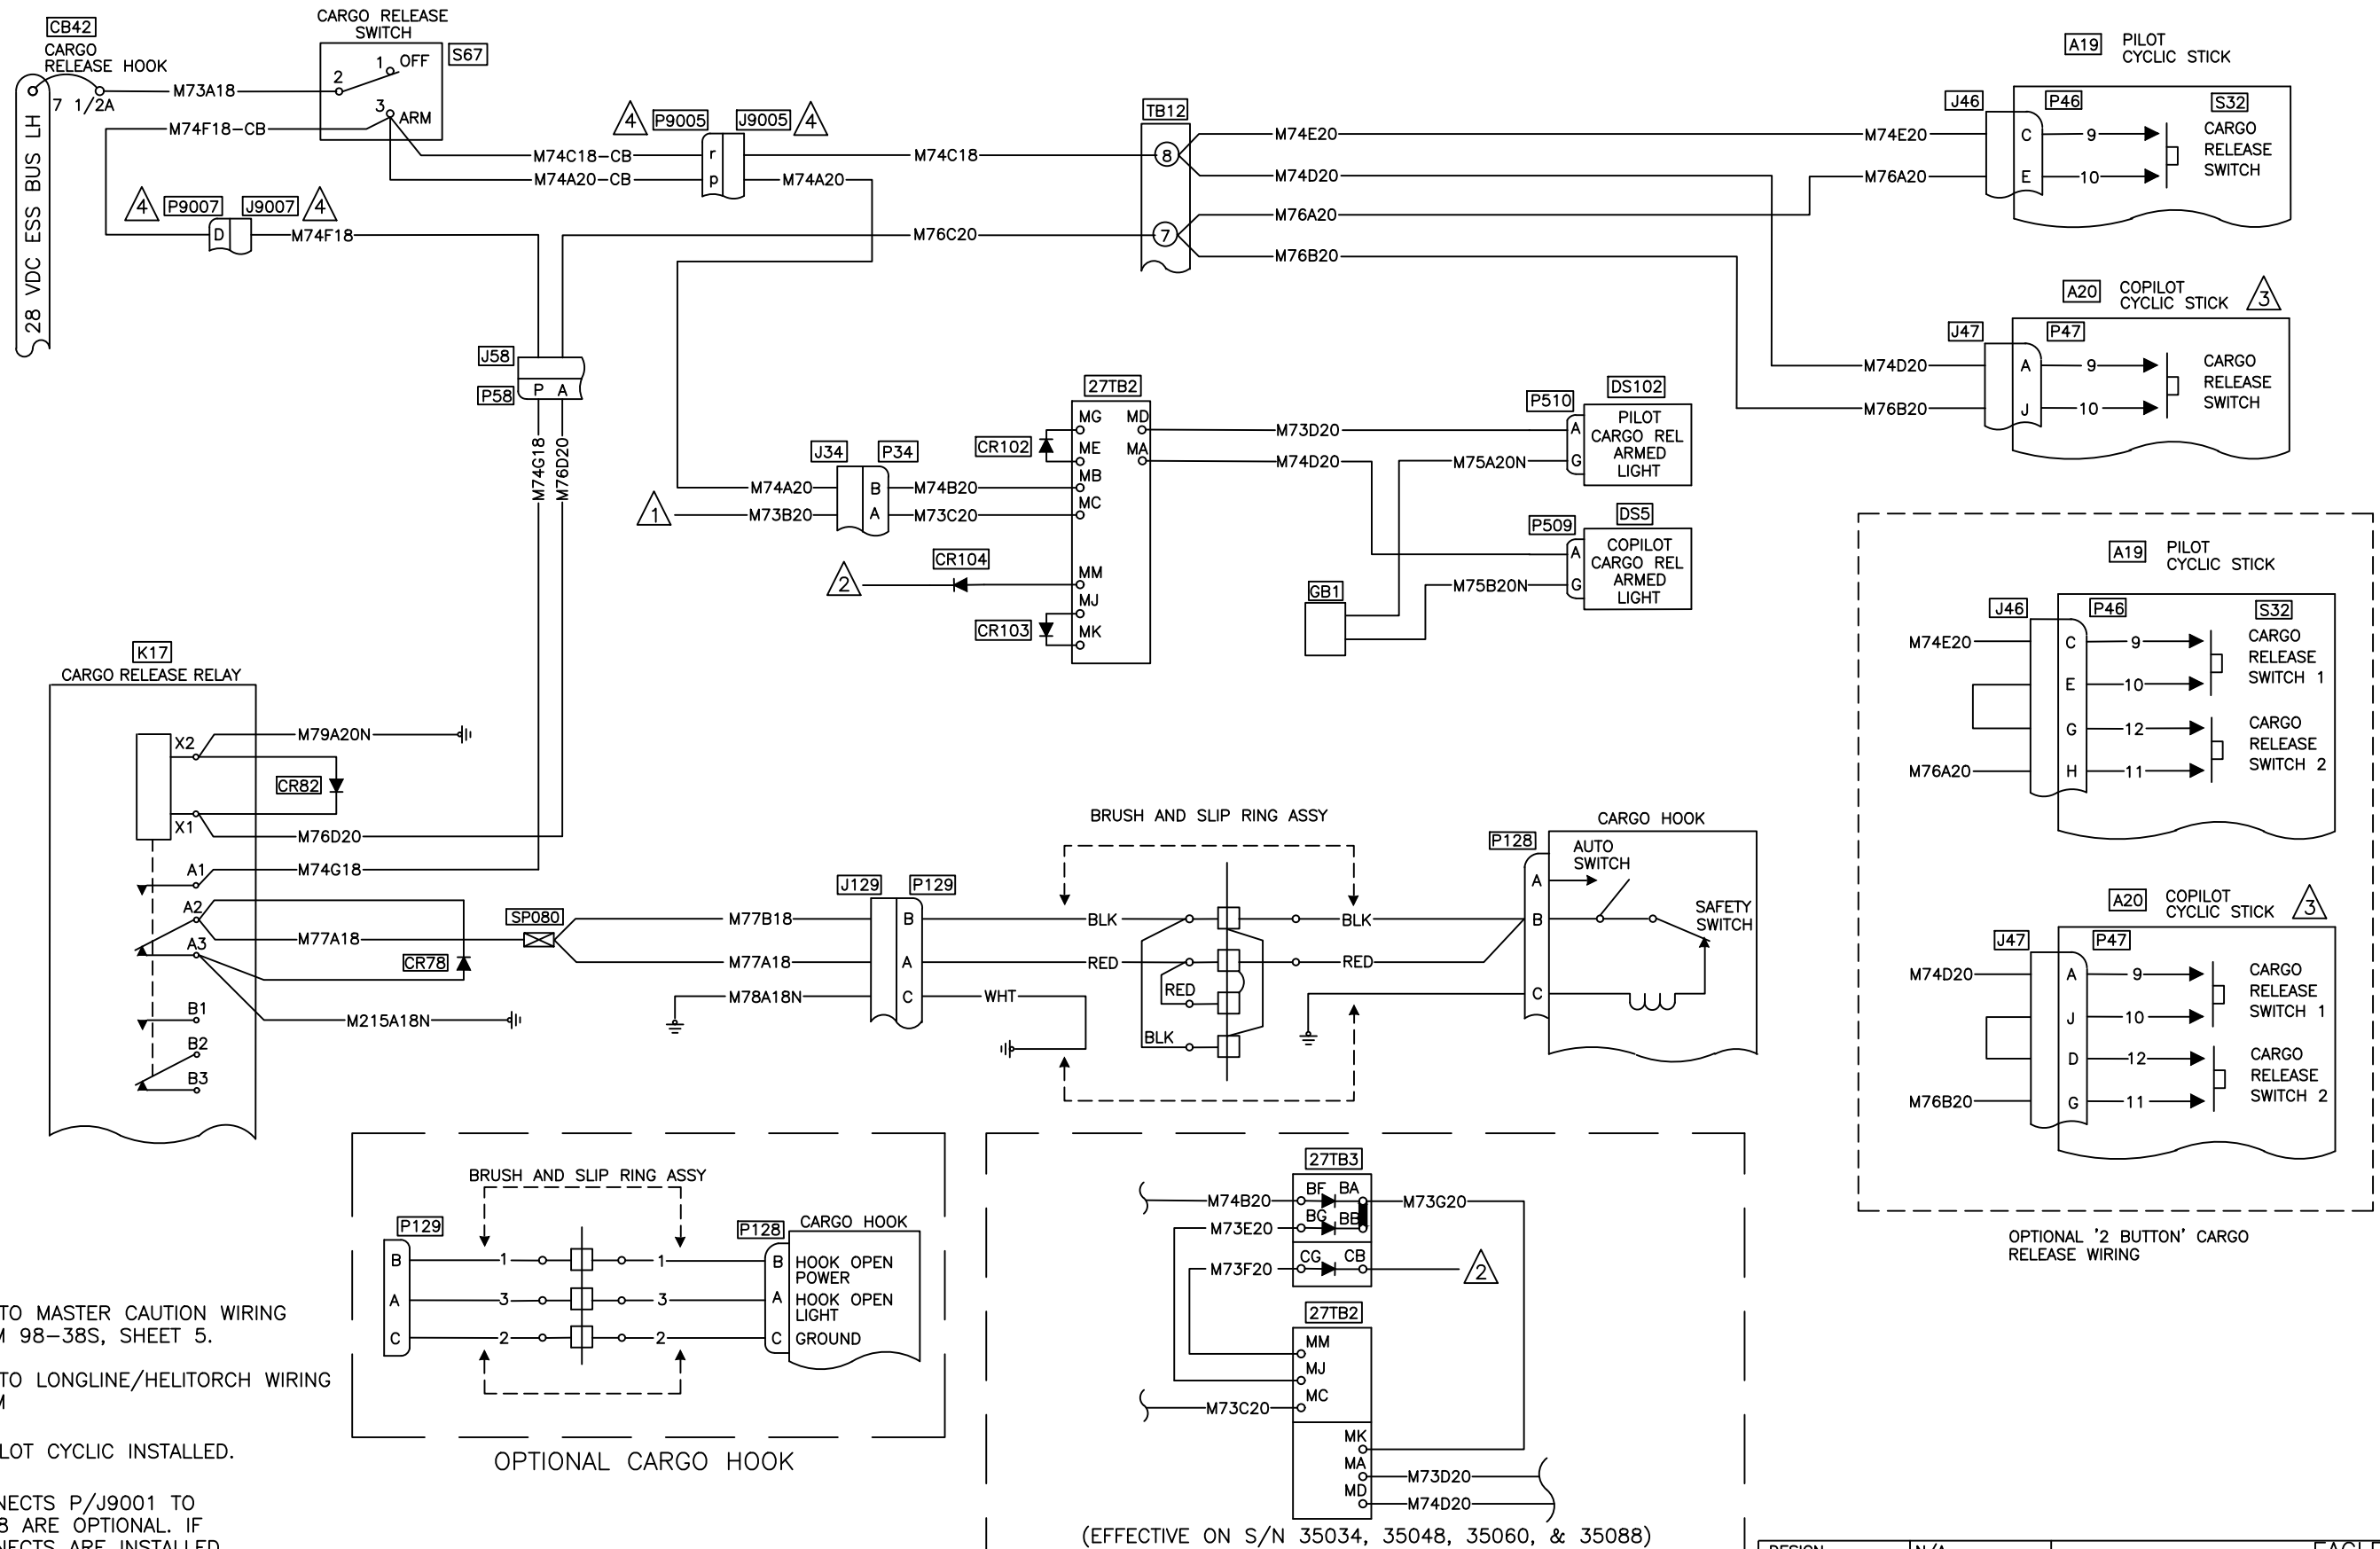 CB42
CARGO
RELEASE HOOK
7 1/2A
28 VDC ESS BUS LH
M73A18
CARGO RELEASE
SWITCH
S67
1 OFF
2
3 ARM
M74F18-CB
4 P9007 J9007 4
D
M74F18
M74C18-CB
M74A20-CB
4 P9005 J9005 4
r
p
M74C18
M74A20
M76C20
TB12
8
7
M74E20
M74D20
M76A20
M76B20
M74E20
M76A20
J46 P46
C
E
9
10
A19 PILOT
CYCLIC STICK
S32
CARGO
RELEASE
SWITCH
A20 COPILOT
CYCLIC STICK 3
J47 P47
M74D20
M76B20
A
J
9
10
CARGO
RELEASE
SWITCH
J58
P58
P A
M74G18
M76D20
1
M74A20
M73B20
J34 P34
B
A
M74B20
M73C20
27TB2
CR102
CR104
CR103
2
MG
ME
MB
MC
MM
MJ
MK
MD
MA
M73D20
M74D20
M75A20N
M75B20N
GB1
P510
A
G
DS102
PILOT
CARGO REL
ARMED
LIGHT
P509
A
G
DS5
COPILOT
CARGO REL
ARMED
LIGHT
K17
CARGO RELEASE RELAY
X2
X1
M79A20N
CR82
M76D20
A1
M74G18
A2
A3
M77A18
CR78
M215A18N
B1
B2
B3
SP080
M77B18
M77A18
M78A18N
J129 P129
B
A
C
BRUSH AND SLIP RING ASSY
BLK
RED
WHT
RED
BLK
BLK
RED
P128
A
B
C
CARGO HOOK
AUTO
SWITCH
SAFETY
SWITCH
A19 PILOT
CYCLIC STICK
J46 P46 S32
M74E20
M76A20
C
E
G
H
9
10
12
11
CARGO
RELEASE
SWITCH 1
CARGO
RELEASE
SWITCH 2
A20 COPILOT
CYCLIC STICK 3
J47 P47
M74D20
M76B20
A
J
D
G
9
10
12
11
CARGO
RELEASE
SWITCH 1
CARGO
RELEASE
SWITCH 2
OPTIONAL '2 BUTTON' CARGO
RELEASE WIRING
BRUSH AND SLIP RING ASSY
P129
B
A
C
1 1
3 3
2 2
P128
CARGO HOOK
B HOOK OPEN
POWER
A HOOK OPEN
LIGHT
C GROUND
OPTIONAL CARGO HOOK
27TB3
M74B20 BF BA M73G20
M73E20 BG BB
M73F20 CG CB 2
27TB2
MM
MJ
MC
M73C20
MK
MA
MD
M73D20
M74D20
(EFFECTIVE ON S/N 35034, 35048, 35060, & 35088)
TO MASTER CAUTION WIRING
M 98-38S, SHEET 5.
TO LONGLINE/HELITORCH WIRING
M
LOT CYCLIC INSTALLED.
NECTS P/J9001 TO
8 ARE OPTIONAL. IF
NECTS ARE INSTALLED
DESIGN N/A